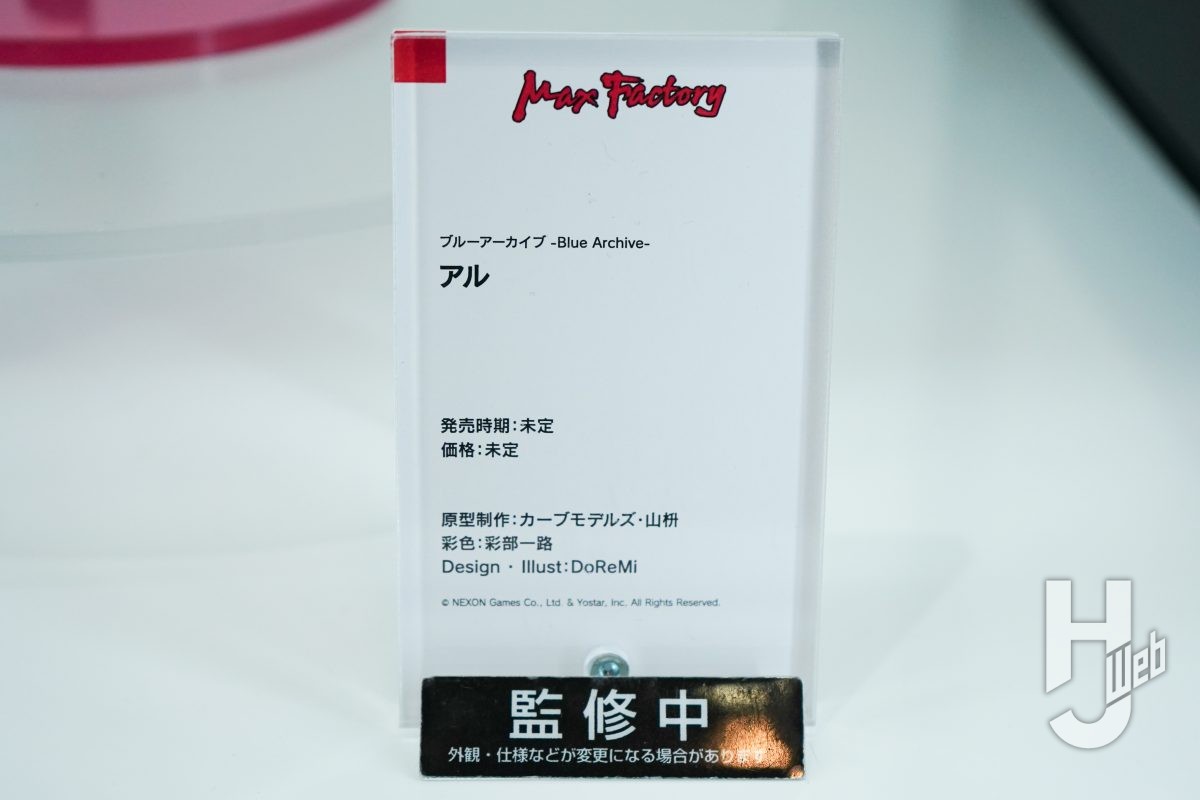 Max Factory
ブルーアーカイブ -Blue Archive-
アル
発売時期：未定
価格：未定
原型制作：カーブモデルズ・山枡
彩色：彩部一路
Design・Illust：DoReMi
© NEXON Games Co., Ltd. & Yostar, Inc. All Rights Reserved.
監修中
外観・仕様などが変更になる場合があります
HJ Web